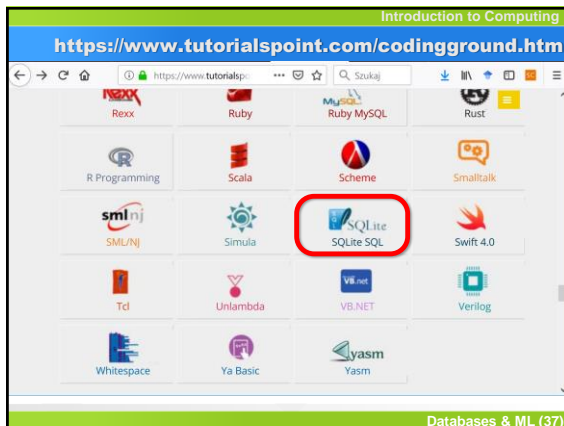 Introduction to Computing
https://www.tutorialspoint.com/codingground.htm
https://www.tutorialsp
Szukaj
Rexx
Rexx
Ruby
MySQL
Ruby MySQL
Rust
R
R Programming
Scala
Scheme
Smalltalk
smlnj
SML/NJ
Simula
SQLite
SQLite SQL
Swift 4.0
Tcl
Unlambda
VB.net
VB.NET
Verilog
Whitespace
Ya Basic
yasm
Yasm
Databases & ML (37)